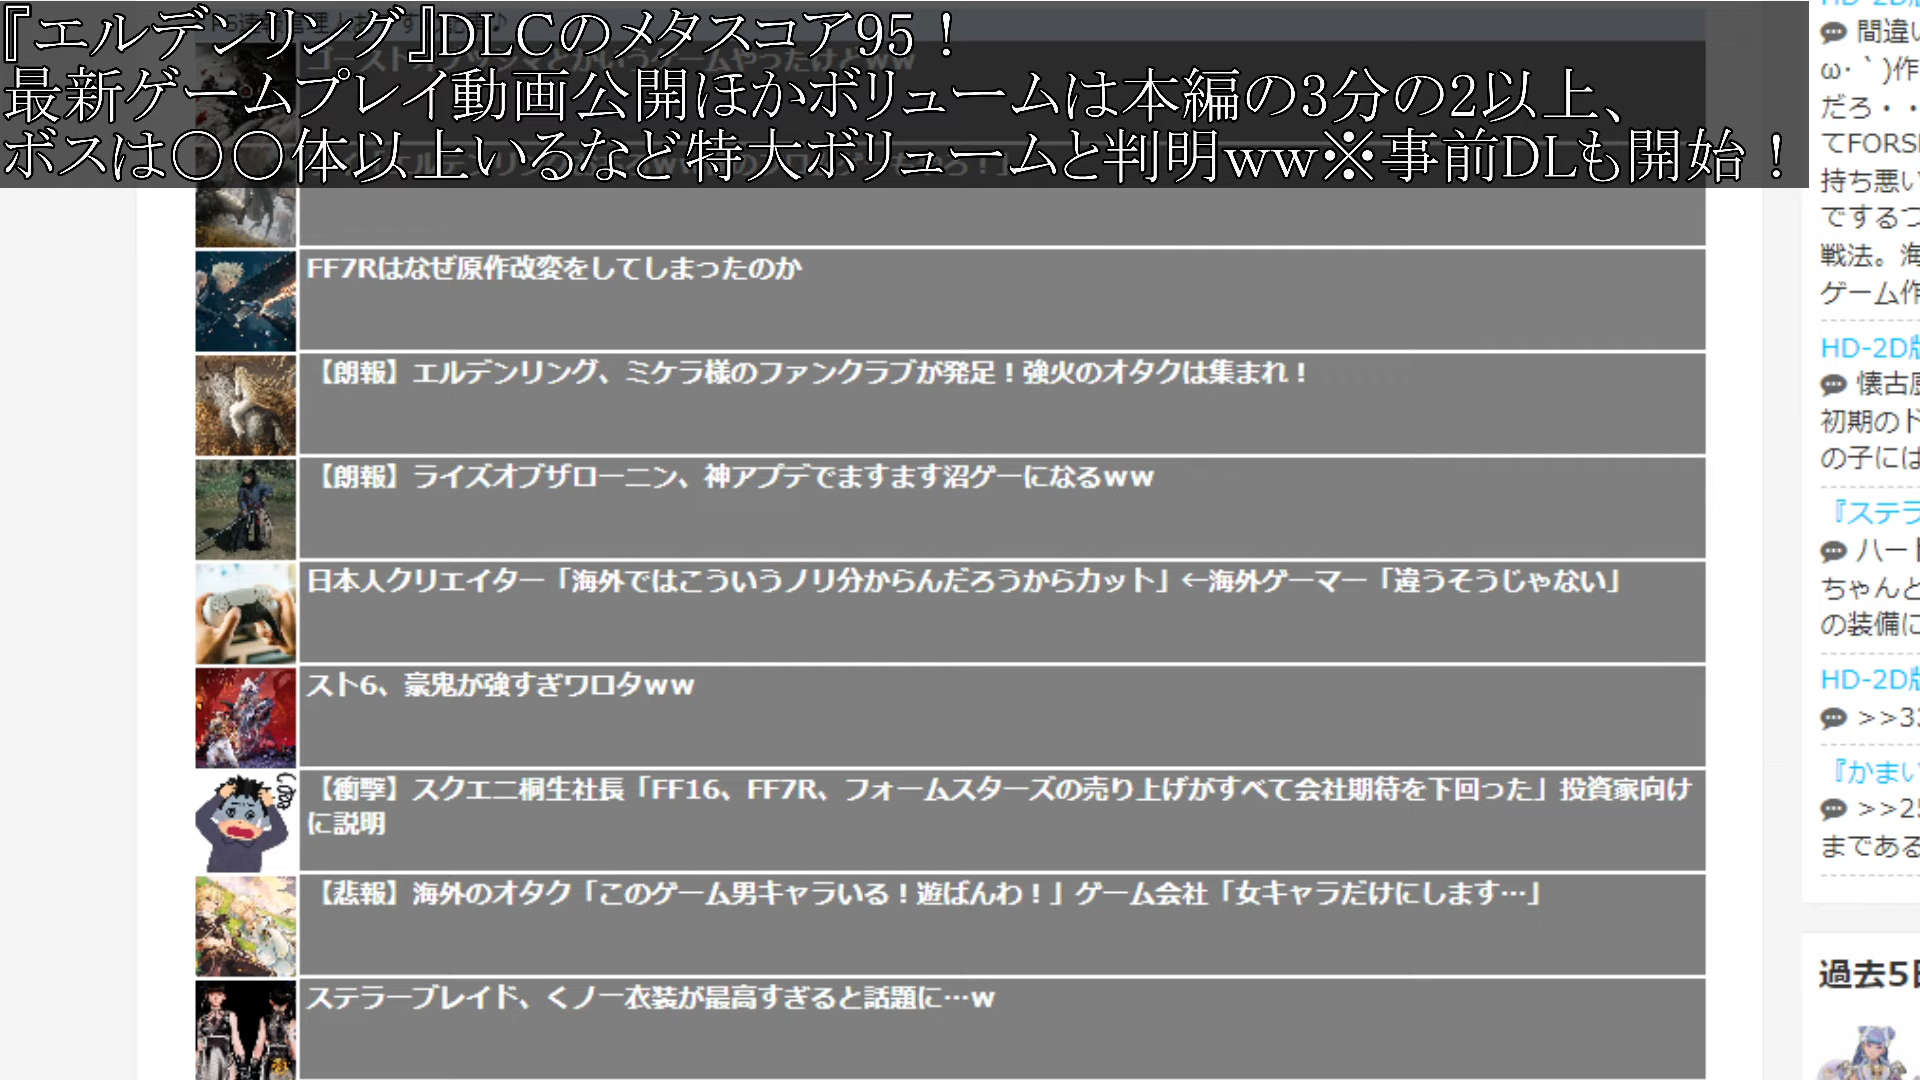 『エルデンリング』DLCのメタスコア95！
最新ゲームプレイ動画公開ほかボリュームは本編の3分の2以上、
ボスは〇〇体以上いるなど特大ボリュームと判明ww※事前DLも開始！
FF7Rはなぜ原作改変をしてしまったのか
【朗報】エルデンリング、ミケラ様のファンクラブが発足！強火のオタクは集まれ！
【朗報】ライズオブザローニン、神アプデでますます沼ゲーになるｗｗ
日本人クリエイター「海外ではこういうノリ分からんだろうからカット」←海外ゲーマー「違うそうじゃない」
スト6、豪鬼が強すぎワロタｗｗ
【衝撃】スクエニ桐生社長「FF16、FF7R、フォームスターズの売り上げがすべて会社期待を下回った」投資家向け
に説明
【悲報】海外のオタク「このゲーム男キャラいる！遊ばんわ！」ゲーム会社「女キャラだけにします…」
ステラーブレイド、くノ一衣装が最高すぎると話題に…ｗ
間違い
ω・｀)作
だろ・・
てFORS
持ち悪い
でするつ
戦法。海
ゲーム作
HD-2D版
懐古厨
初期のド
の子には
『ステラ
ハード
ちゃんと
の装備に
HD-2D版
>>33
『かまい
>>25
まである
過去5日